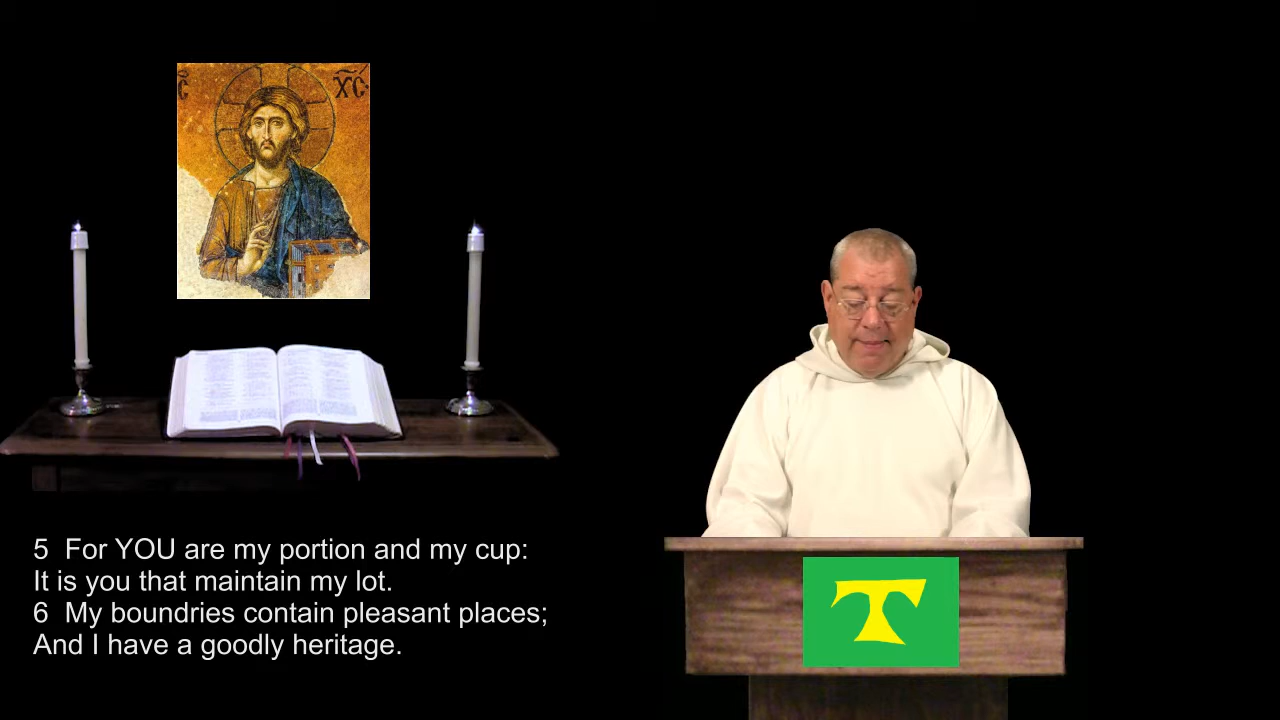 ΧC
5 For YOU are my portion and my cup:
It is you that maintain my lot.
6 My boundries contain pleasant places;
And I have a goodly heritage.
T